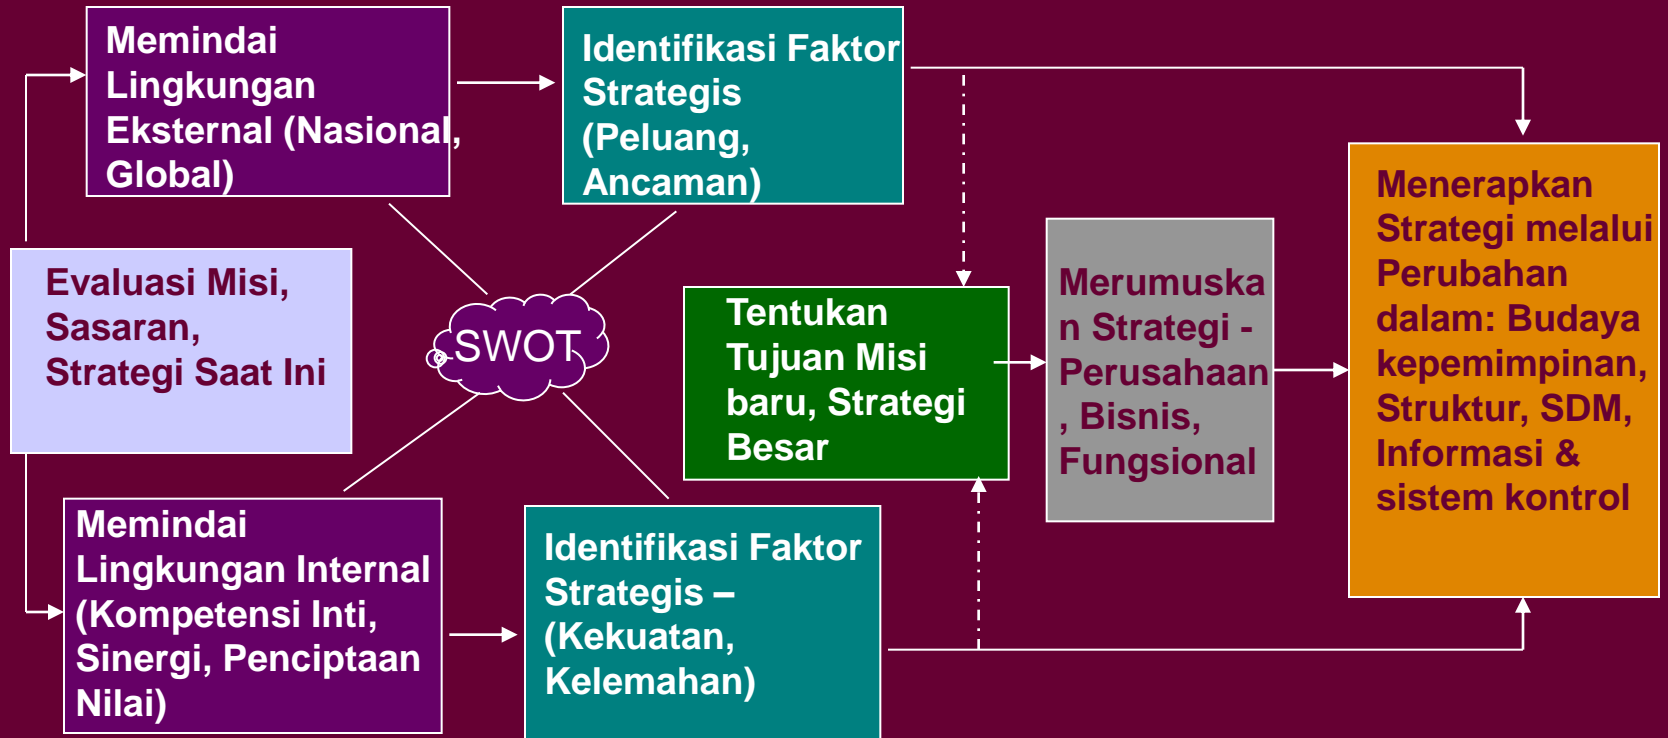 Memindai
Lingkungan
Eksternal (Nasional,
Global)
Identifikasi Faktor
Strategis
(Peluang,
Ancaman)
Evaluasi Misi,
Sasaran,
Strategi Saat Ini
SWOT
Tentukan
Tujuan Misi
baru, Strategi
Besar
Merumuska
n Strategi -
Perusahaan
, Bisnis,
Fungsional
Menerapkan
Strategi melalui
Perubahan
dalam: Budaya
kepemimpinan,
Struktur, SDM,
Informasi &
sistem kontrol
Memindai
Lingkungan Internal
(Kompetensi Inti,
Sinergi, Penciptaan
Nilai)
Identifikasi Faktor
Strategis –
(Kekuatan,
Kelemahan)